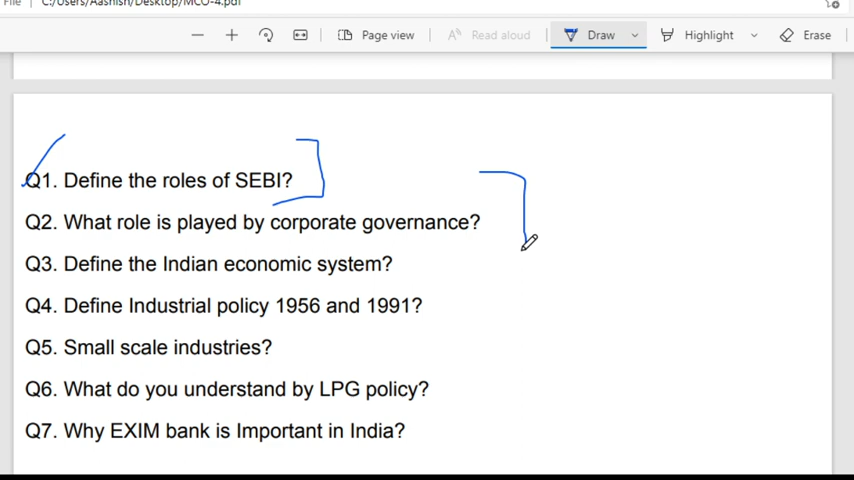 File | C:/Users/Aashish/Desktop/MCO-4.pdf
Page view Read aloud Draw Highlight Erase
Q1. Define the roles of SEBI?
Q2. What role is played by corporate governance?
Q3. Define the Indian economic system?
Q4. Define Industrial policy 1956 and 1991?
Q5. Small scale industries?
Q6. What do you understand by LPG policy?
Q7. Why EXIM bank is Important in India?